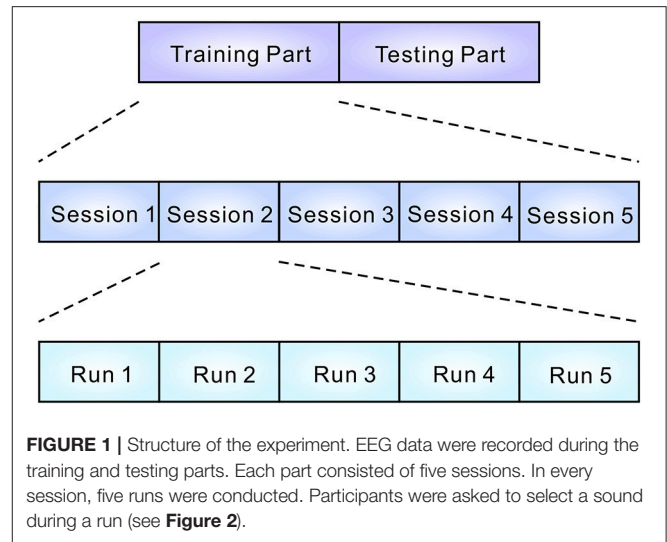 Training Part Testing Part
Session 1 Session 2 Session 3 Session 4 Session 5
Run 1 Run 2 Run 3 Run 4 Run 5
FIGURE 1 | Structure of the experiment. EEG data were recorded during the
training and testing parts. Each part consisted of five sessions. In every
session, five runs were conducted. Participants were asked to select a sound
during a run (see Figure 2).